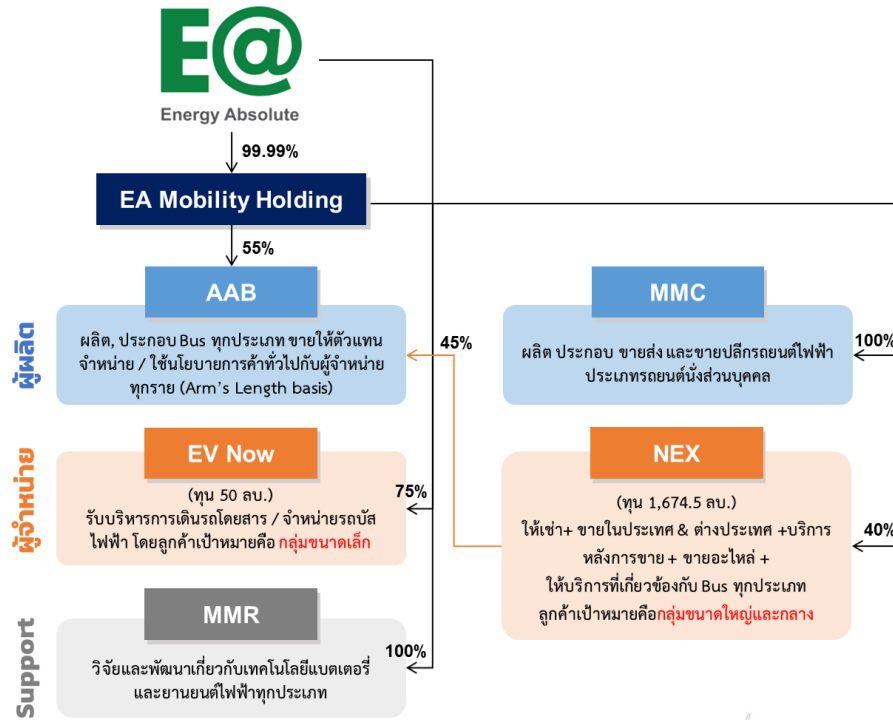 E@
Energy Absolute
99.99%
EA Mobility Holding
55%
ผู้ผลิต
AAB
ผลิต, ประกอบ Bus ทุกประเภท ขายให้ตัวแทน
จำหน่าย / ใช้นโยบายการค้าทั่วไปกับผู้จำหน่าย
ทุกราย (Arm's Length basis)
45%
MMC
ผลิต ประกอบ ขายส่ง และขายปลีกรถยนต์ไฟฟ้า
ประเภทรถยนต์นั่งส่วนบุคคล
100%
ผู้จำหน่าย
EV Now
(ทุน 50 ลบ.)
รับบริหารการเดินรถโดยสาร / จำหน่ายรถบัส
ไฟฟ้า โดยลูกค้าเป้าหมายคือ กลุ่มขนาดเล็ก
75%
NEX
(ทุน 1,674.5 ลบ.)
ให้เช่า+ ขายในประเทศ & ต่างประเทศ +บริการ
หลังการขาย + ขายอะไหล่ +
ให้บริการที่เกี่ยวข้องกับ Bus ทุกประเภท
ลูกค้าเป้าหมายคือกลุ่มขนาดใหญ่และกลาง
40%
Support
MMR
วิจัยและพัฒนาเกี่ยวกับเทคโนโลยีแบตเตอรี่
และยานยนต์ไฟฟ้าทุกประเภท
100%